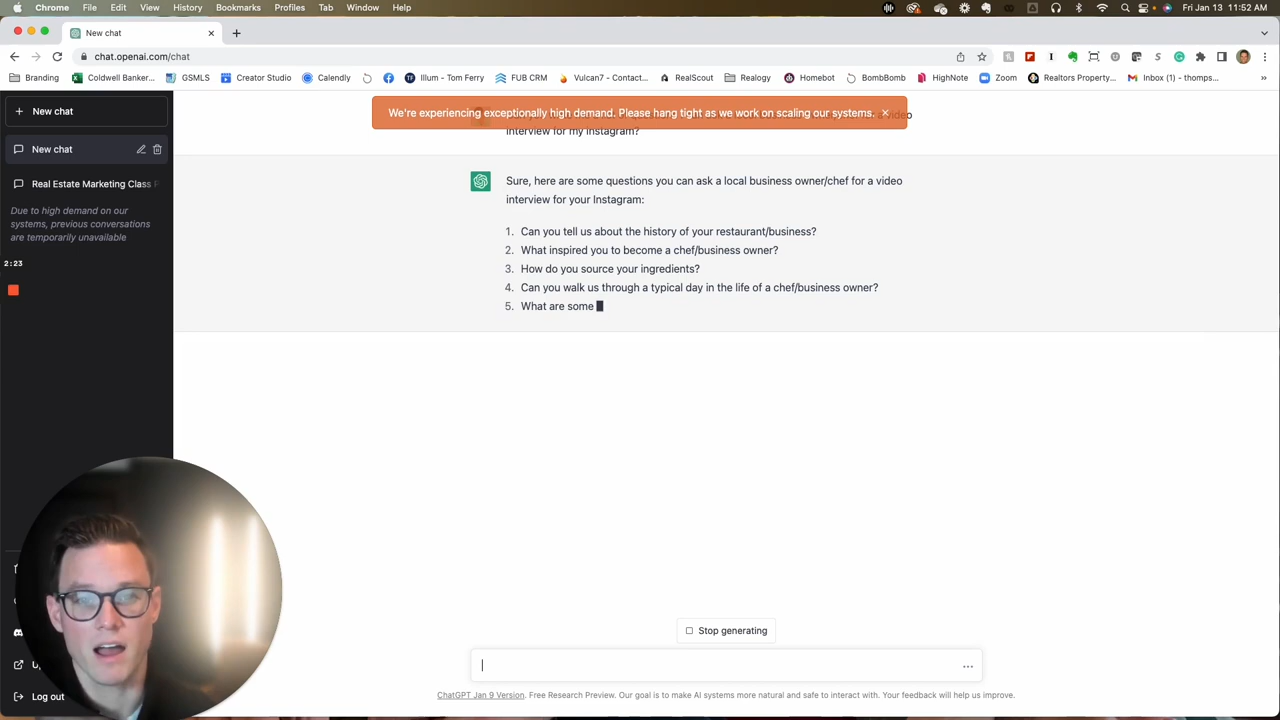 Chrome File Edit View History Bookmarks Profiles Tab Window Help Fri Jan 13 11:52 AM
New chat
chat.openai.com/chat
Branding Coldwell Banker... GSMLS Creator Studio Calendly Illum - Tom Ferry FUB CRM Vulcan7 - Contact... RealScout Realogy Homebot BombBomb HighNote Zoom Realtors Property... Inbox (1) - thomps...
New chat
New chat
Real Estate Marketing Class P
Due to high demand on our
systems, previous conversations
are temporarily unavailable
2:23
Log out
We're experiencing exceptionally high demand. Please hang tight as we work on scaling our systems.
video
interview for my Instagram?
Sure, here are some questions you can ask a local business owner/chef for a video
interview for your Instagram:
1. Can you tell us about the history of your restaurant/business?
2. What inspired you to become a chef/business owner?
3. How do you source your ingredients?
4. Can you walk us through a typical day in the life of a chef/business owner?
5. What are some
Stop generating
ChatGPT Jan 9 Version. Free Research Preview. Our goal is to make AI systems more natural and safe to interact with. Your feedback will help us improve.